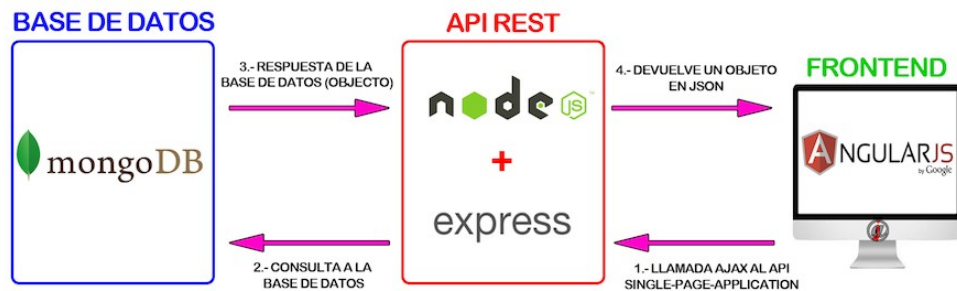 BASE DE DATOS
API REST
FRONTEND
3.- RESPUESTA DE LA
BASE DE DATOS (OBJECTO)
4.- DEVUELVE UN OBJETO
EN JSON
mongoDB
node
JS
™
+
express
ANGULARJS
by Google
2.- CONSULTA A LA
BASE DE DATOS
1.- LLAMADA AJAX AL API
SINGLE-PAGE-APPLICATION